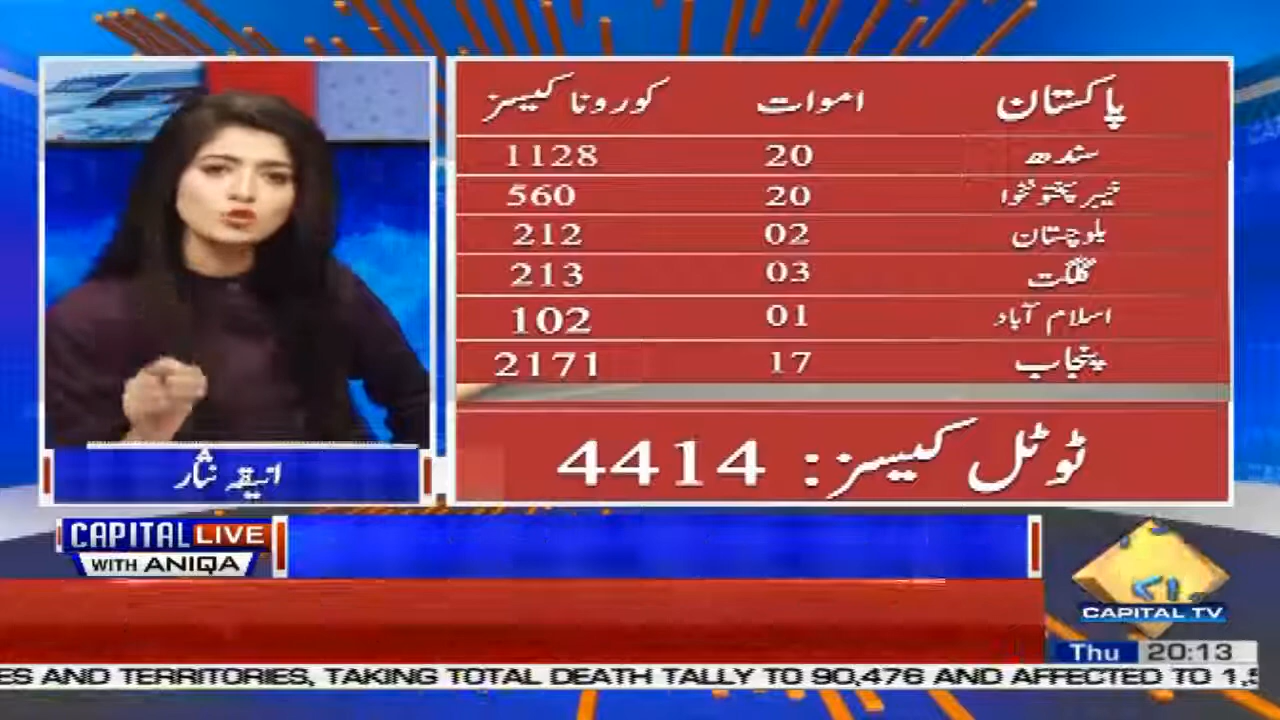 پاکستان اموات کورونا کیسز
سندھ 20 1128
خیبر پختونخوا 20 560
بلوچستان 02 212
گلگت 03 213
اسلام آباد 01 102
پنجاب 17 2171
ٹوٹل کیسز: 4414
انیقہ نثار
CAPITAL LIVE
WITH ANIQA
CAPITAL TV
Thu 20:13
ES AND TERRITORIES, TAKING TOTAL DEATH TALLY TO 90,476 AND AFFECTED TO 1,5